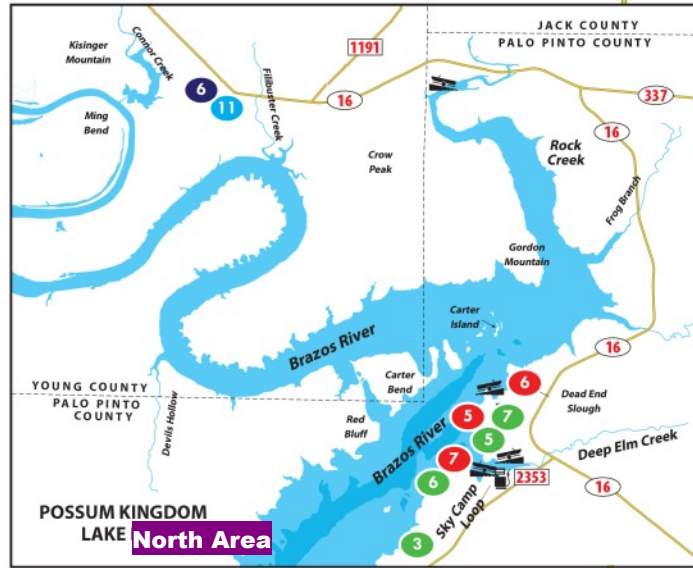 JACK COUNTY
PALO PINTO COUNTY
Kisinger
Mountain
Connor Creek
1191
Filibuster Creek
6
11
16
337
Ming
Bend
16
Rock
Creek
Crow
Peak
Frog Branch
Gordon
Mountain
Carter
Island
Brazos River
16
YOUNG COUNTY
PALO PINTO
COUNTY
Carter
Bend
6
Dead End
Slough
Devils Hollow
Red
Bluff
5
7
Brazos River
5
Deep Elm Creek
7
6
2353
16
Sky Camp
Loop
POSSUM KINGDOM
LAKE
North Area
3